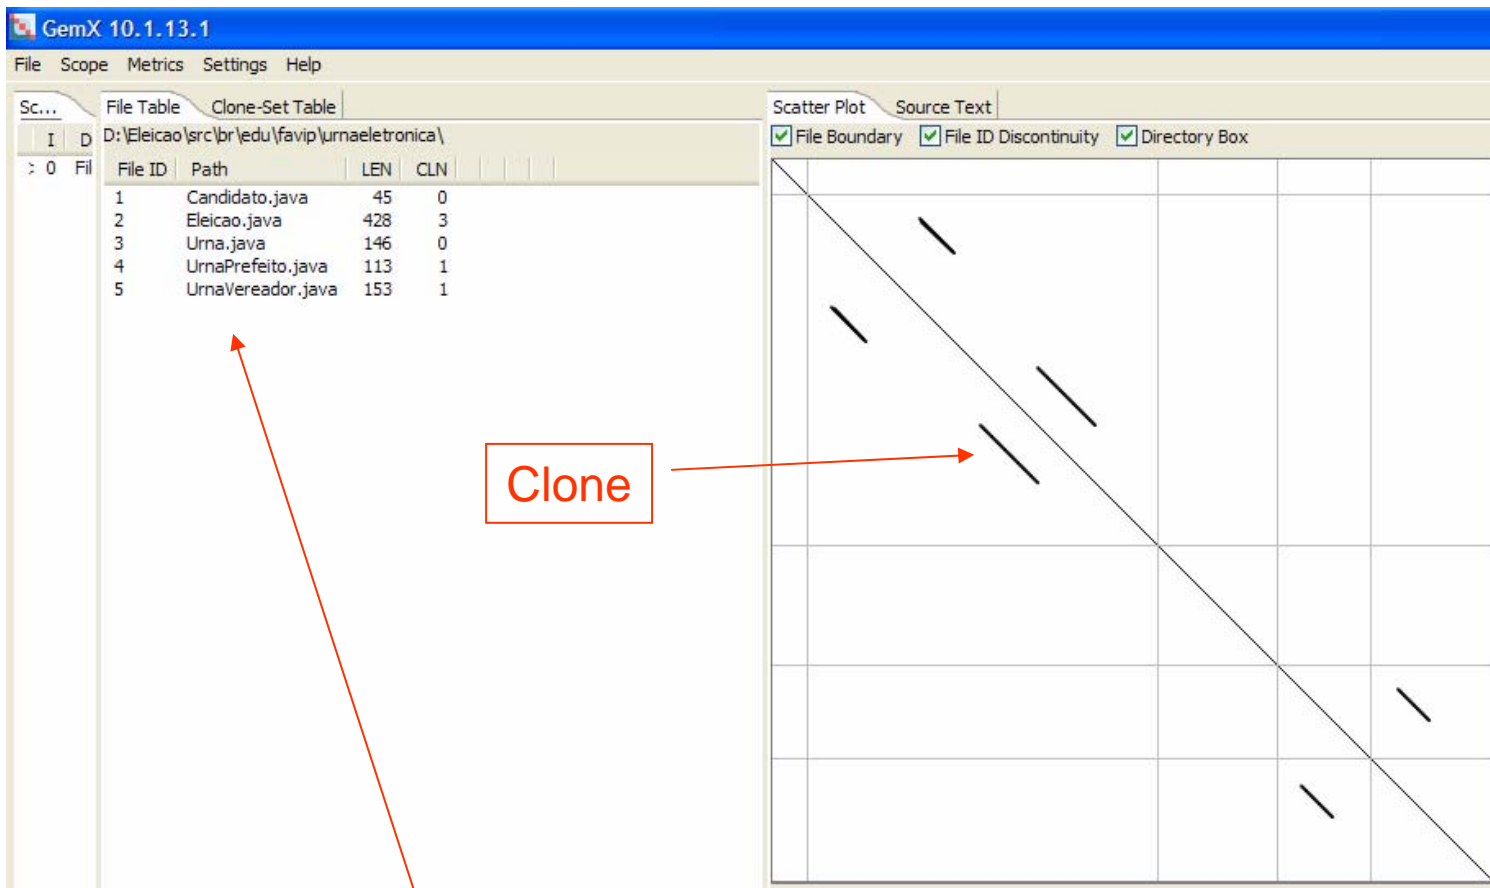 GemX 10.1.13.1
File Scope Metrics Settings Help
Sc... File Table Clone-Set Table Scatter Plot Source Text
I D D:\Eleicao\src\br\edu\favip\urnaeletronica\ File Boundary File ID Discontinuity Directory Box
0 Fil File ID Path LEN CLN
1 Candidato.java 45 0
2 Eleicao.java 428 3
3 Urna.java 146 0
4 UrnaPrefeito.java 113 1
5 UrnaVereador.java 153 1
Clone